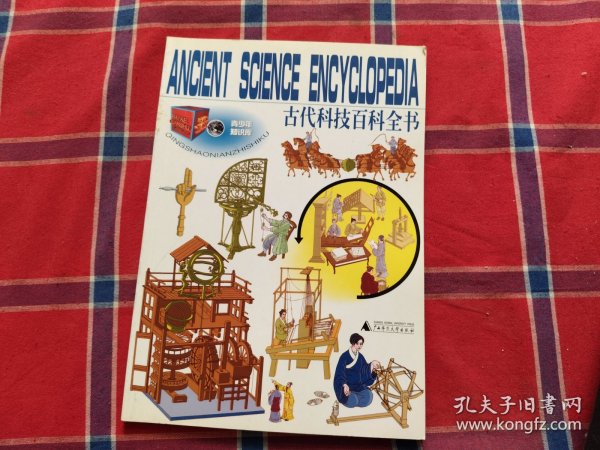 ANCIENT SCIENCE ENCYCLOPEDIA
古代科技百科全书
青少年
知识库
QINGSHAONIANZHISHIKU
广西师范大学出版社
孔夫子旧书网
www.kongfz.com